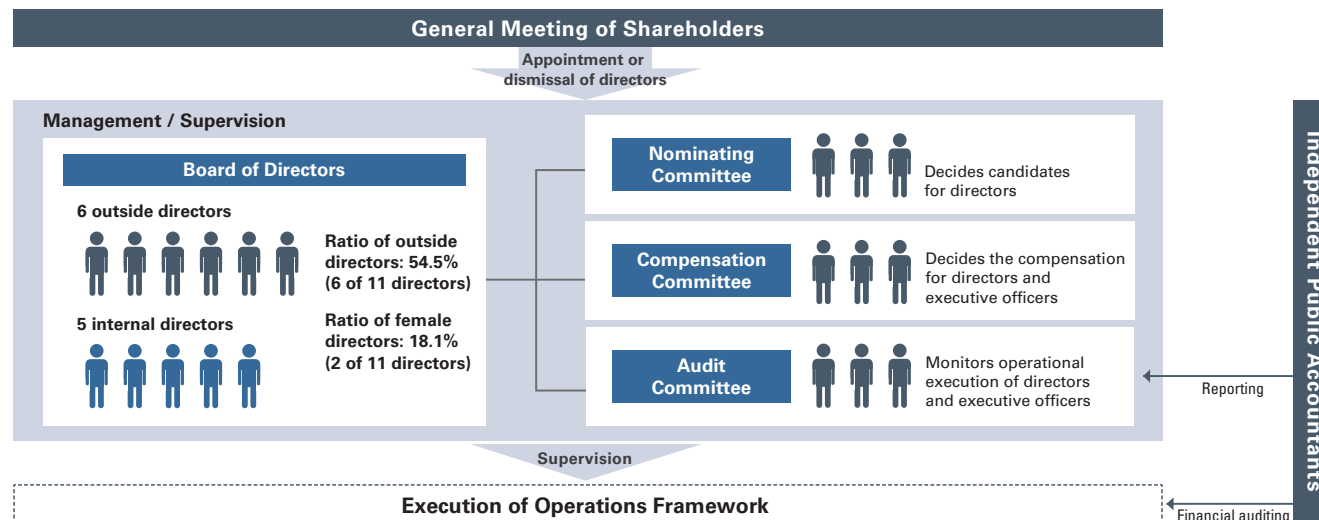 General Meeting of Shareholders
Appointment or
dismissal of directors
Management / Supervision
Board of Directors
6 outside directors
Ratio of outside
directors: 54.5%
(6 of 11 directors)
5 internal directors
Ratio of female
directors: 18.1%
(2 of 11 directors)
Nominating
Committee
Decides candidates
for directors
Compensation
Committee
Decides the compensation
for directors and
executive officers
Audit
Committee
Monitors operational
execution of directors
and executive officers
Reporting
Independent Public Accountants
Supervision
Execution of Operations Framework
Financial auditing